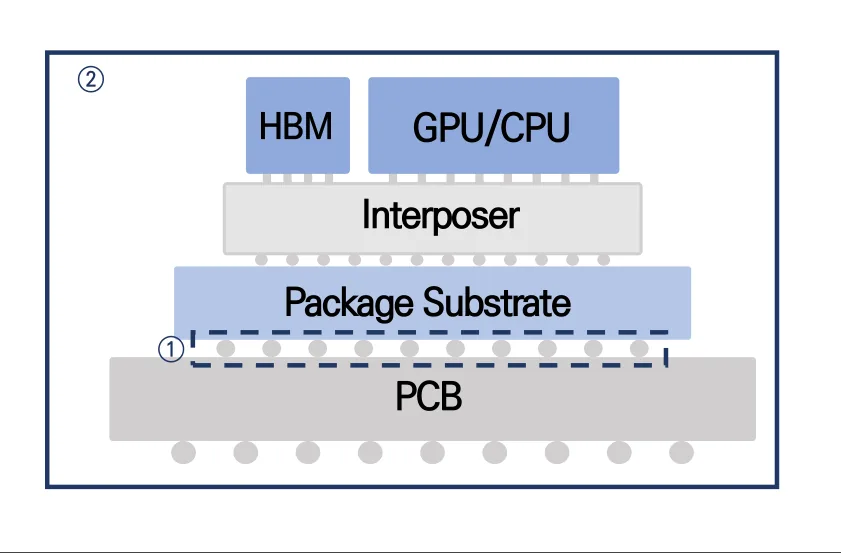 ②
HBM
GPU/CPU
Interposer
Package Substrate
①
PCB